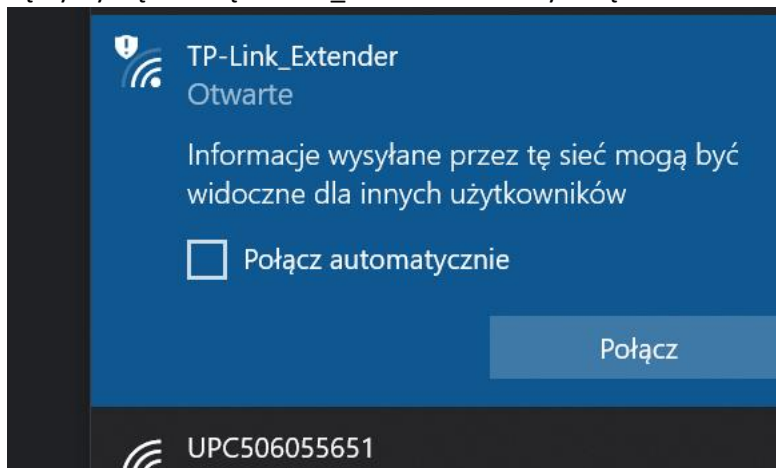 TP-Link_Extender
Otwarte
Informacje wysyłane przez tę sieć mogą być
widoczne dla innych użytkowników
Połącz automatycznie
Połącz
UPC506055651